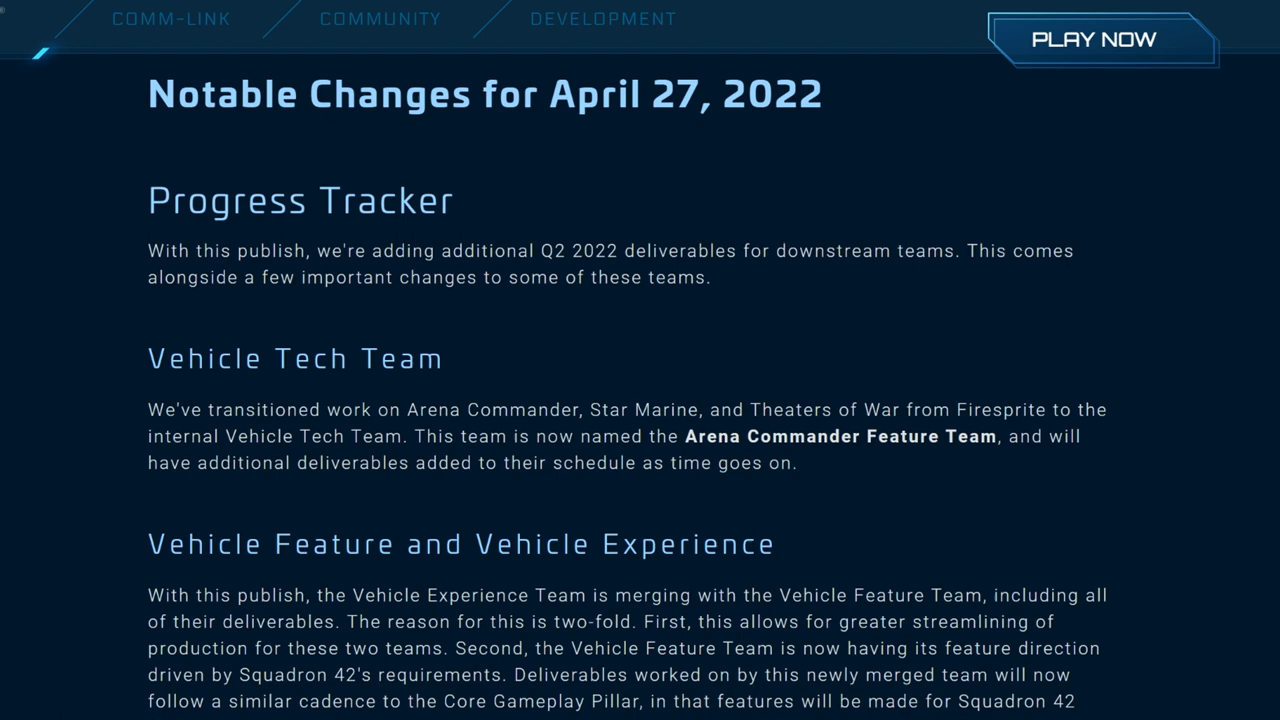 COMM-LINK COMMUNITY DEVELOPMENT
PLAY NOW
Notable Changes for April 27, 2022
Progress Tracker
With this publish, we're adding additional Q2 2022 deliverables for downstream teams. This comes
alongside a few important changes to some of these teams.
Vehicle Tech Team
We've transitioned work on Arena Commander, Star Marine, and Theaters of War from Firesprite to the
internal Vehicle Tech Team. This team is now named the Arena Commander Feature Team, and will
have additional deliverables added to their schedule as time goes on.
Vehicle Feature and Vehicle Experience
With this publish, the Vehicle Experience Team is merging with the Vehicle Feature Team, including all
of their deliverables. The reason for this is two-fold. First, this allows for greater streamlining of
production for these two teams. Second, the Vehicle Feature Team is now having its feature direction
driven by Squadron 42's requirements. Deliverables worked on by this newly merged team will now
follow a similar cadence to the Core Gameplay Pillar, in that features will be made for Squadron 42